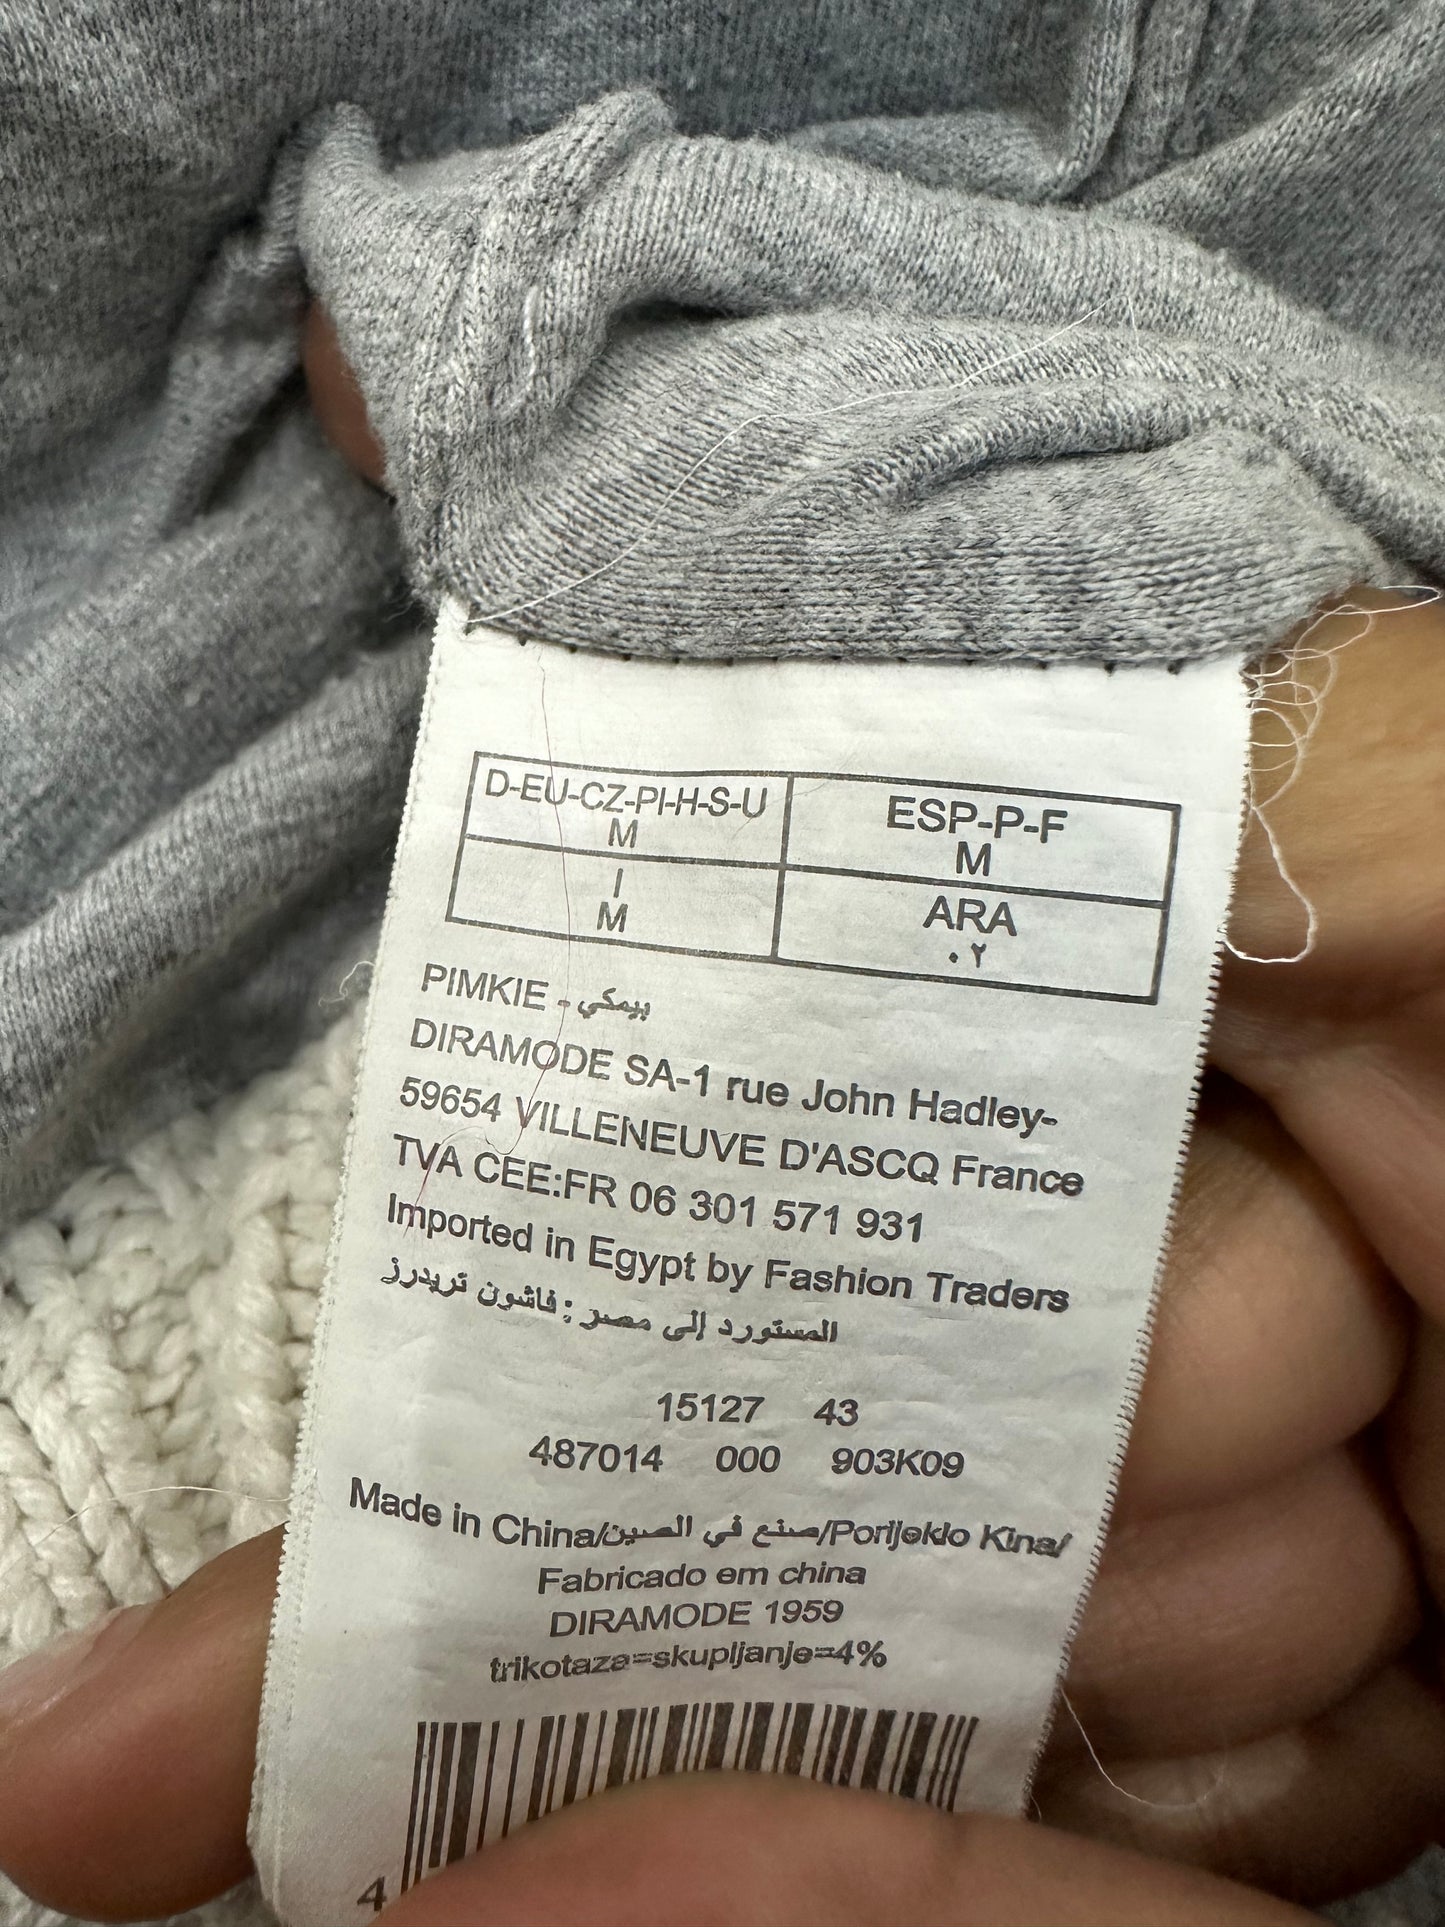 D-EU-CZ-PI-H-S-U
M
ESP-P-F
M
I
M
ARA
٠٢
PIMKIE - بيمكي
DIRAMODE SA-1 rue John Hadley-
59654 VILLENEUVE D'ASCQ France
TVA CEE:FR 06 301 571 931
Imported in Egypt by Fashion Traders
المستورد إلى مصر : فاشون تريدرز
15127 43
487014 000 903K09
Made in China/صنع في الصين/Porijeklo Kina/
Fabricado em china
DIRAMODE 1959
trikotaza=skupljanje=4%
4